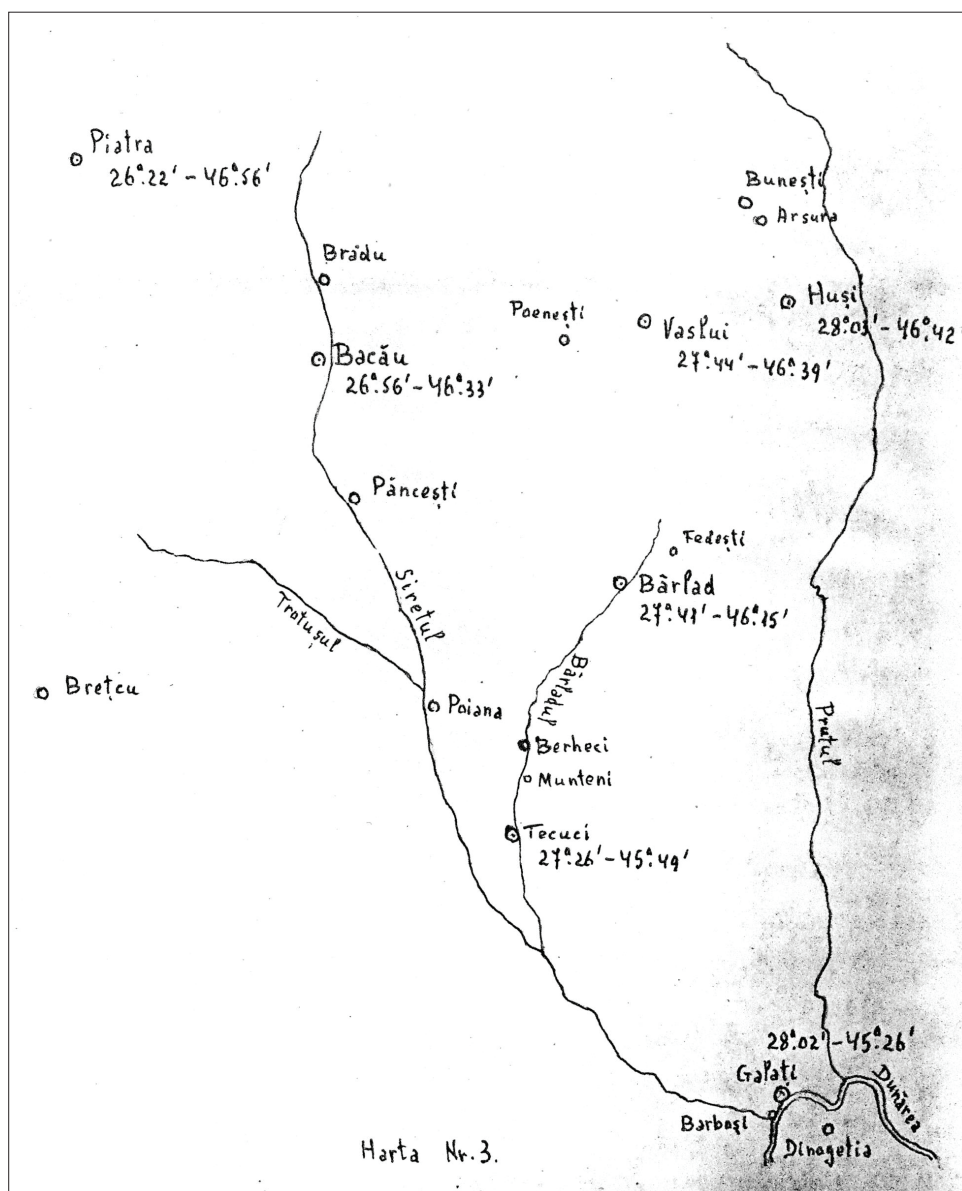 Piatra
26°.22' – 46°.56'
Bunești
Arsura
Brădu
Huși
28°.03' – 46°.42
Poenești
Vaslui
27°.44' – 46°.39'
Bacău
26°.56' – 46°.33'
Pâncești
Fedești
Bârlad
27°.41' – 46°.15'
Siretul
Trotușul
Bârladul
Brețcu
Poiana
Prutul
Berheci
Munteni
Tecuci
27°.26' – 45°.49'
28°.02' – 45°.26'
Galați
Dunărea
Barboși
Dinogetia
Harta Nr. 3.